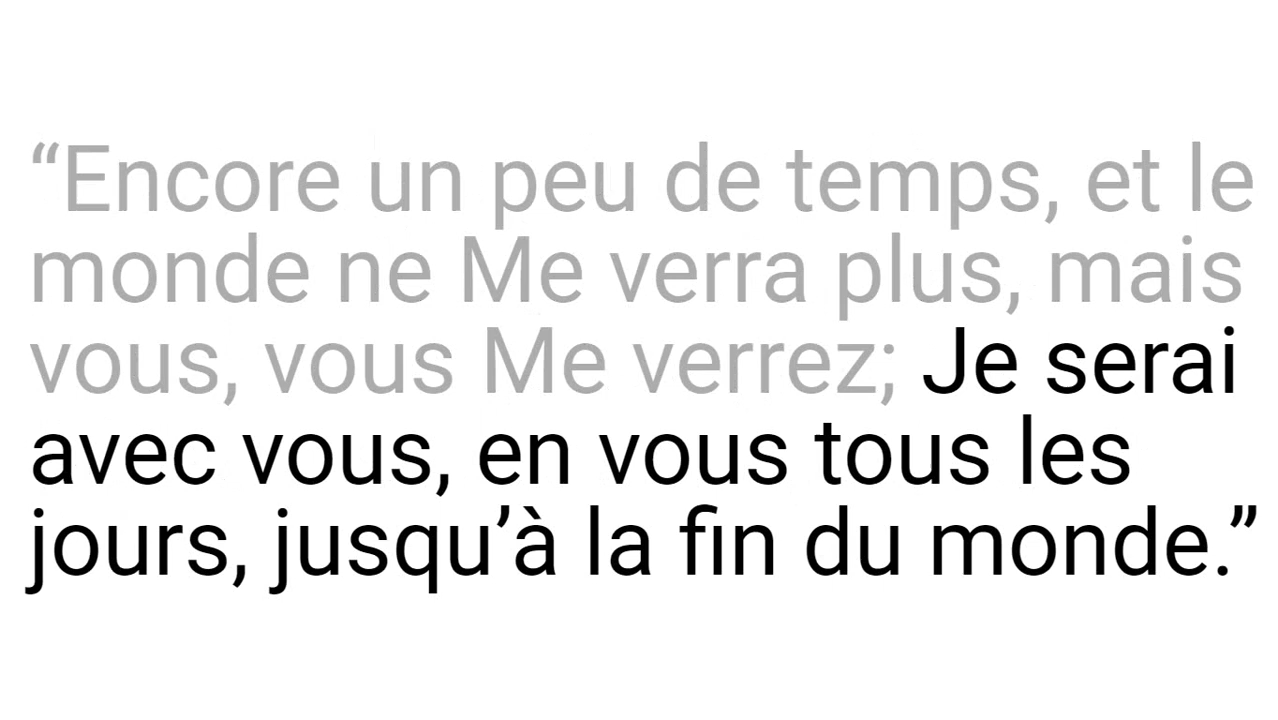 “Encore un peu de temps, et le
monde ne Me verra plus, mais
vous, vous Me verrez; Je serai
avec vous, en vous tous les
jours, jusqu’à la fin du monde.”